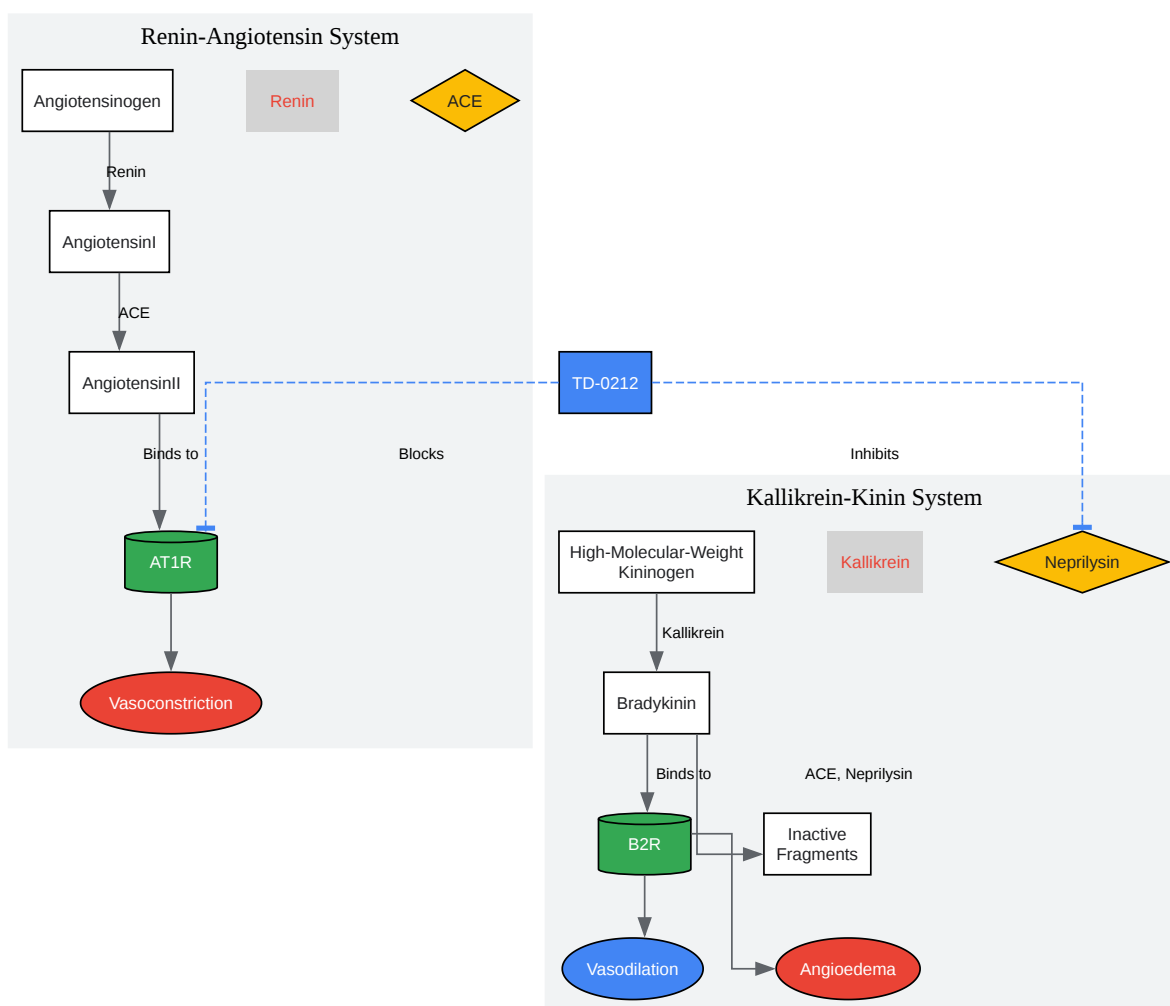 Renin-Angiotensin System
Angiotensinogen
Renin
ACE
Renin
AngiotensinI
ACE
AngiotensinII
TD-0212
Binds to
Blocks
Inhibits
Kallikrein-Kinin System
AT1R
High-Molecular-Weight
Kininogen
Kallikrein
Neprilysin
Kallikrein
Vasoconstriction
Bradykinin
Binds to
ACE, Neprilysin
B2R
Inactive
Fragments
Vasodilation
Angioedema